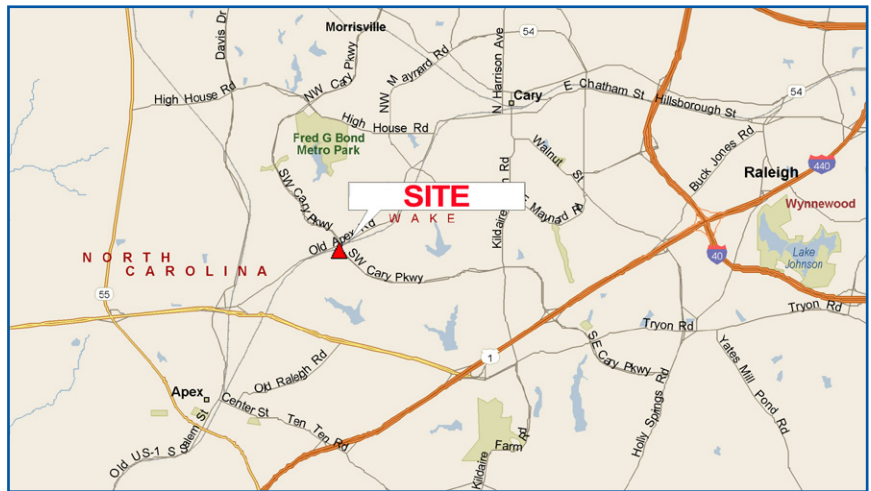 Morrisville
Davis Dr
High House Rd
NW Cary Pkwy
NW Maynard Rd
N Harrison Ave
54
Cary
E Chatham St
Hillsborough St
54
High House Rd
Fred G Bond
Metro Park
Walnut St
Buck Jones Rd
Raleigh
440
Wynnewood
SW Cary Pkwy
SITE
WAKE
E Maynard Rd
Kildaire
Rd
Old Apex Rd
SW Cary Pkwy
NORTH
CAROLINA
40
Lake
Johnson
55
Tryon Rd
Tryon Rd
1
SE Cary Pkwy
Yates Mill Pond Rd
Old Raleigh Rd
Apex
Center St
Ten Ten Rd
Holly Springs Rd
Old US-1
S Salem St
Kildaire
Farm
Rd